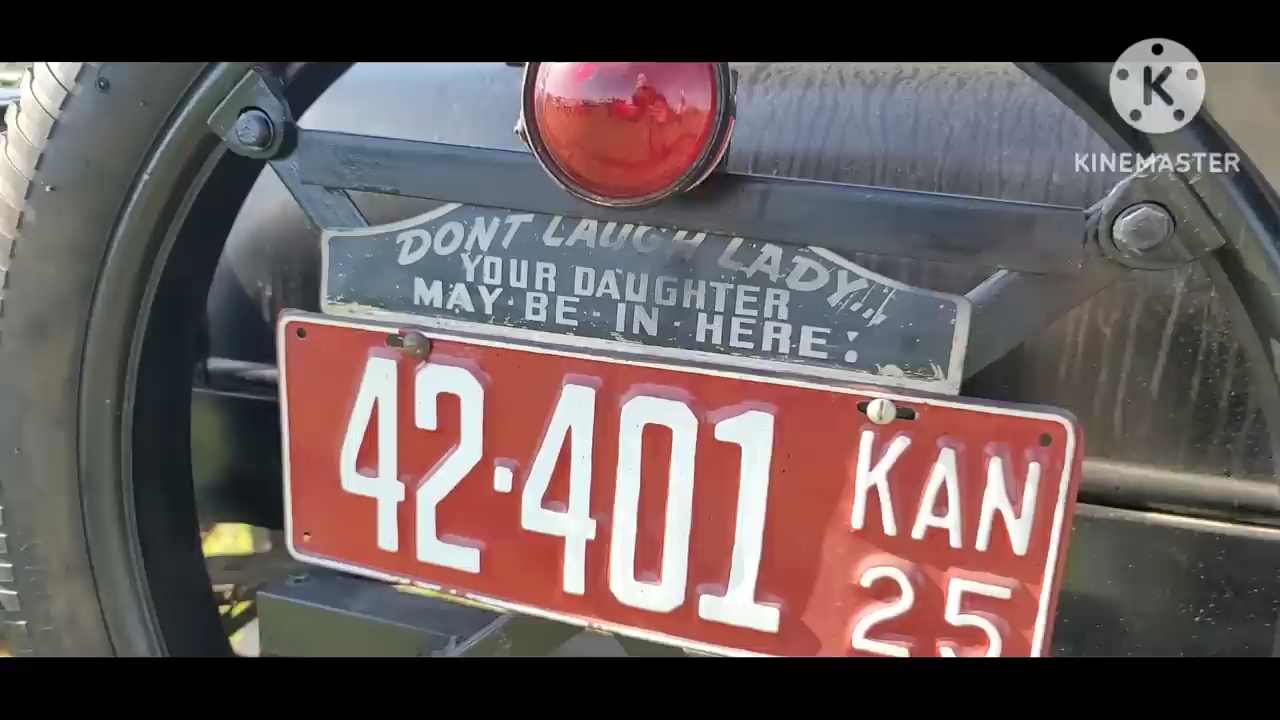 K
KINEMASTER
DONT LAUGH LADY!!
YOUR DAUGHTER
MAY·BE·IN·HERE:
42·401
KAN
25